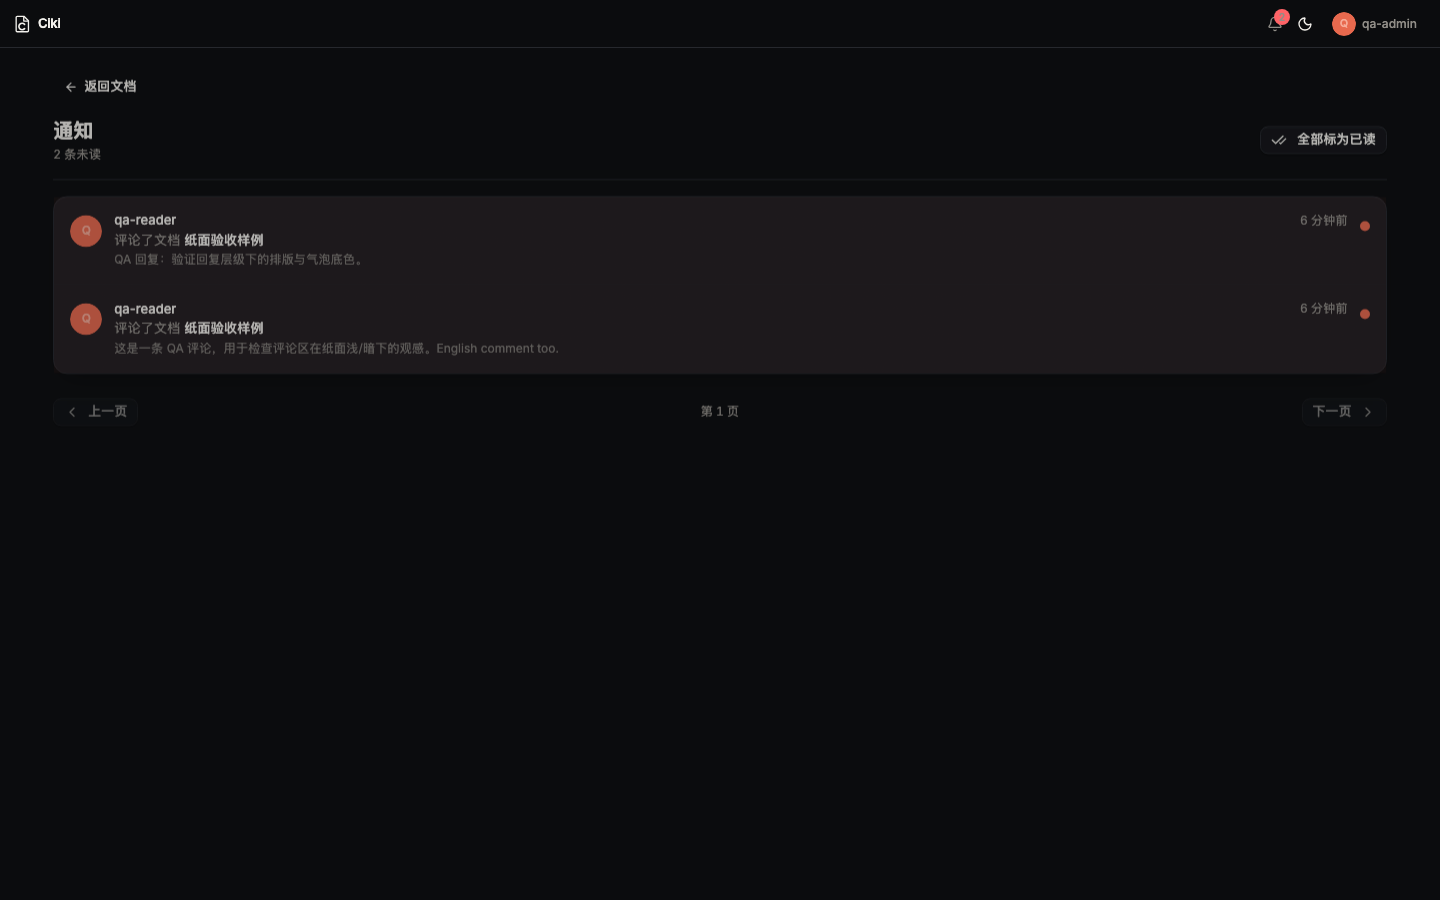 Ciki
qa-admin
返回文档
通知
2 条未读
全部标为已读
Q
qa-reader
6 分钟前
评论了文档 纸面验收样例
QA 回复：验证回复层级下的排版与气泡底色。
Q
qa-reader
6 分钟前
评论了文档 纸面验收样例
这是一条 QA 评论，用于检查评论区在纸面浅/暗下的观感。English comment too.
上一页
第 1 页
下一页